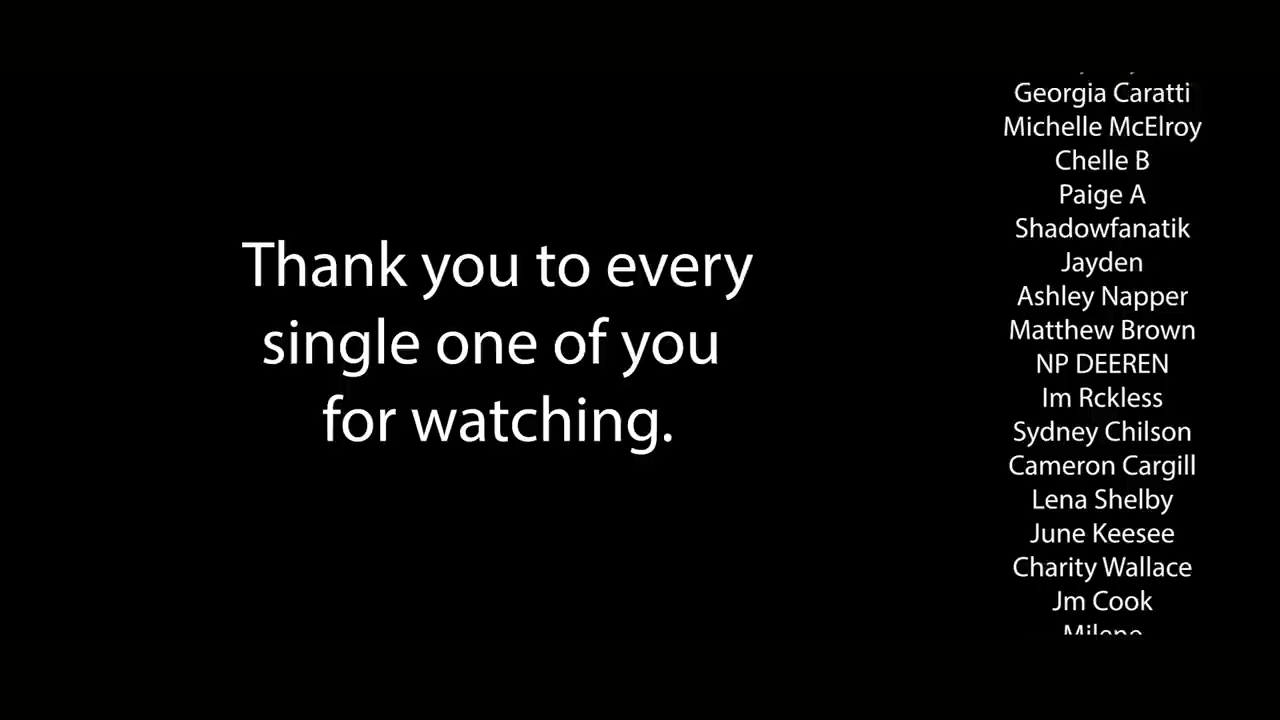 Thank you to every
single one of you
for watching.
Georgia Caratti
Michelle McElroy
Chelle B
Paige A
Shadowfanatik
Jayden
Ashley Napper
Matthew Brown
NP DEEREN
Im Rckless
Sydney Chilson
Cameron Cargill
Lena Shelby
June Keesee
Charity Wallace
Jm Cook
Milene